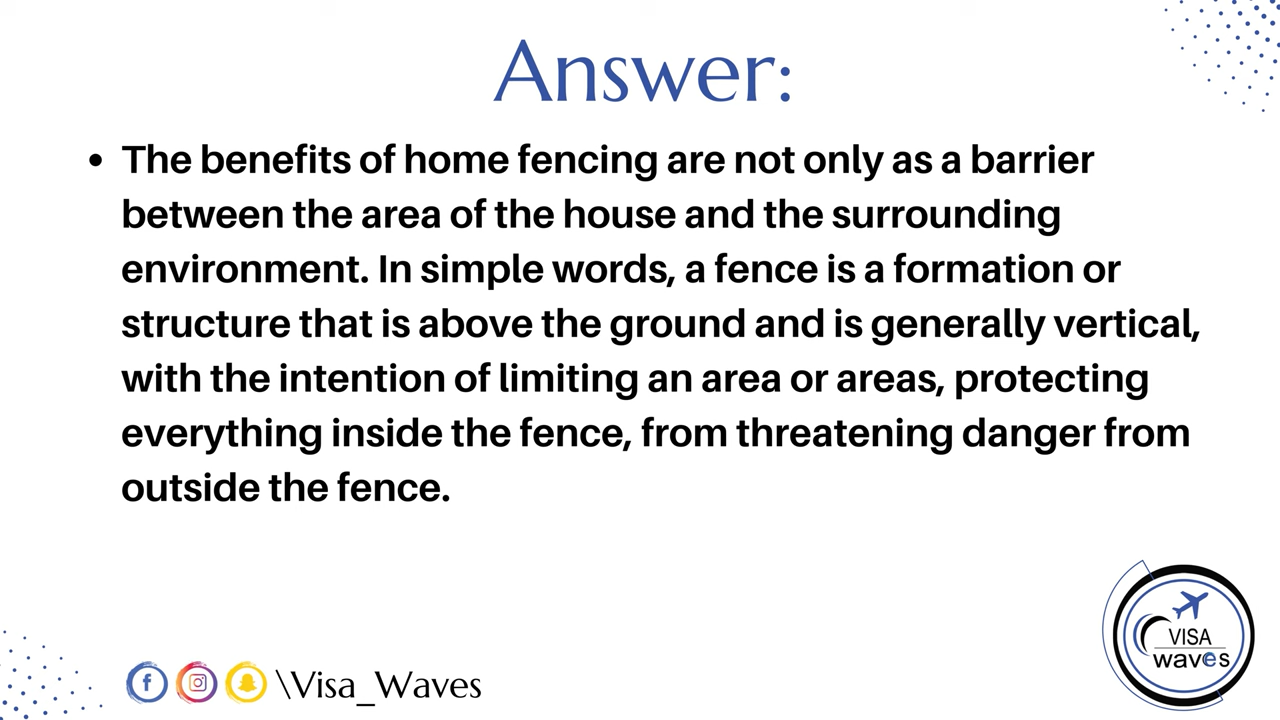 Answer:
• The benefits of home fencing are not only as a barrier
between the area of the house and the surrounding
environment. In simple words, a fence is a formation or
structure that is above the ground and is generally vertical,
with the intention of limiting an area or areas, protecting
everything inside the fence, from threatening danger from
outside the fence.
VISA
waves
\Visa_Waves